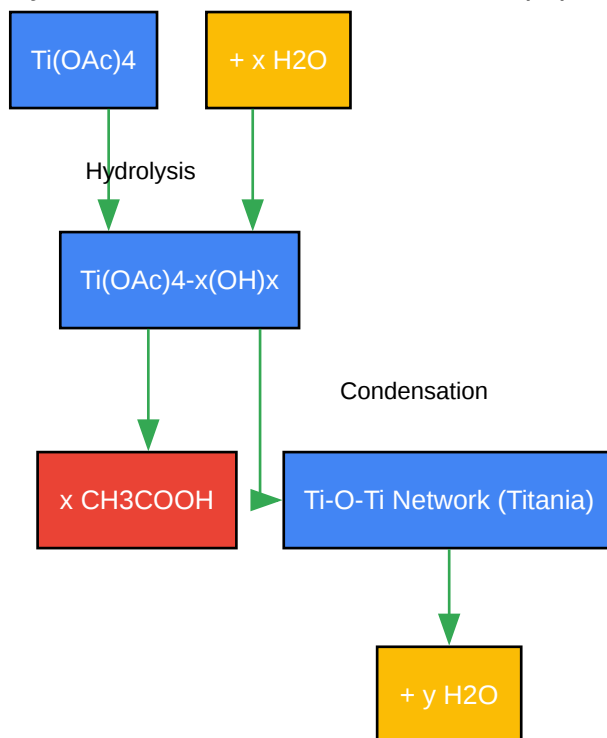 Ti(OAc)4
+ x H2O
Hydrolysis
Ti(OAc)4-x(OH)x
Condensation
x CH3COOH
Ti-O-Ti Network (Titania)
+ y H2O